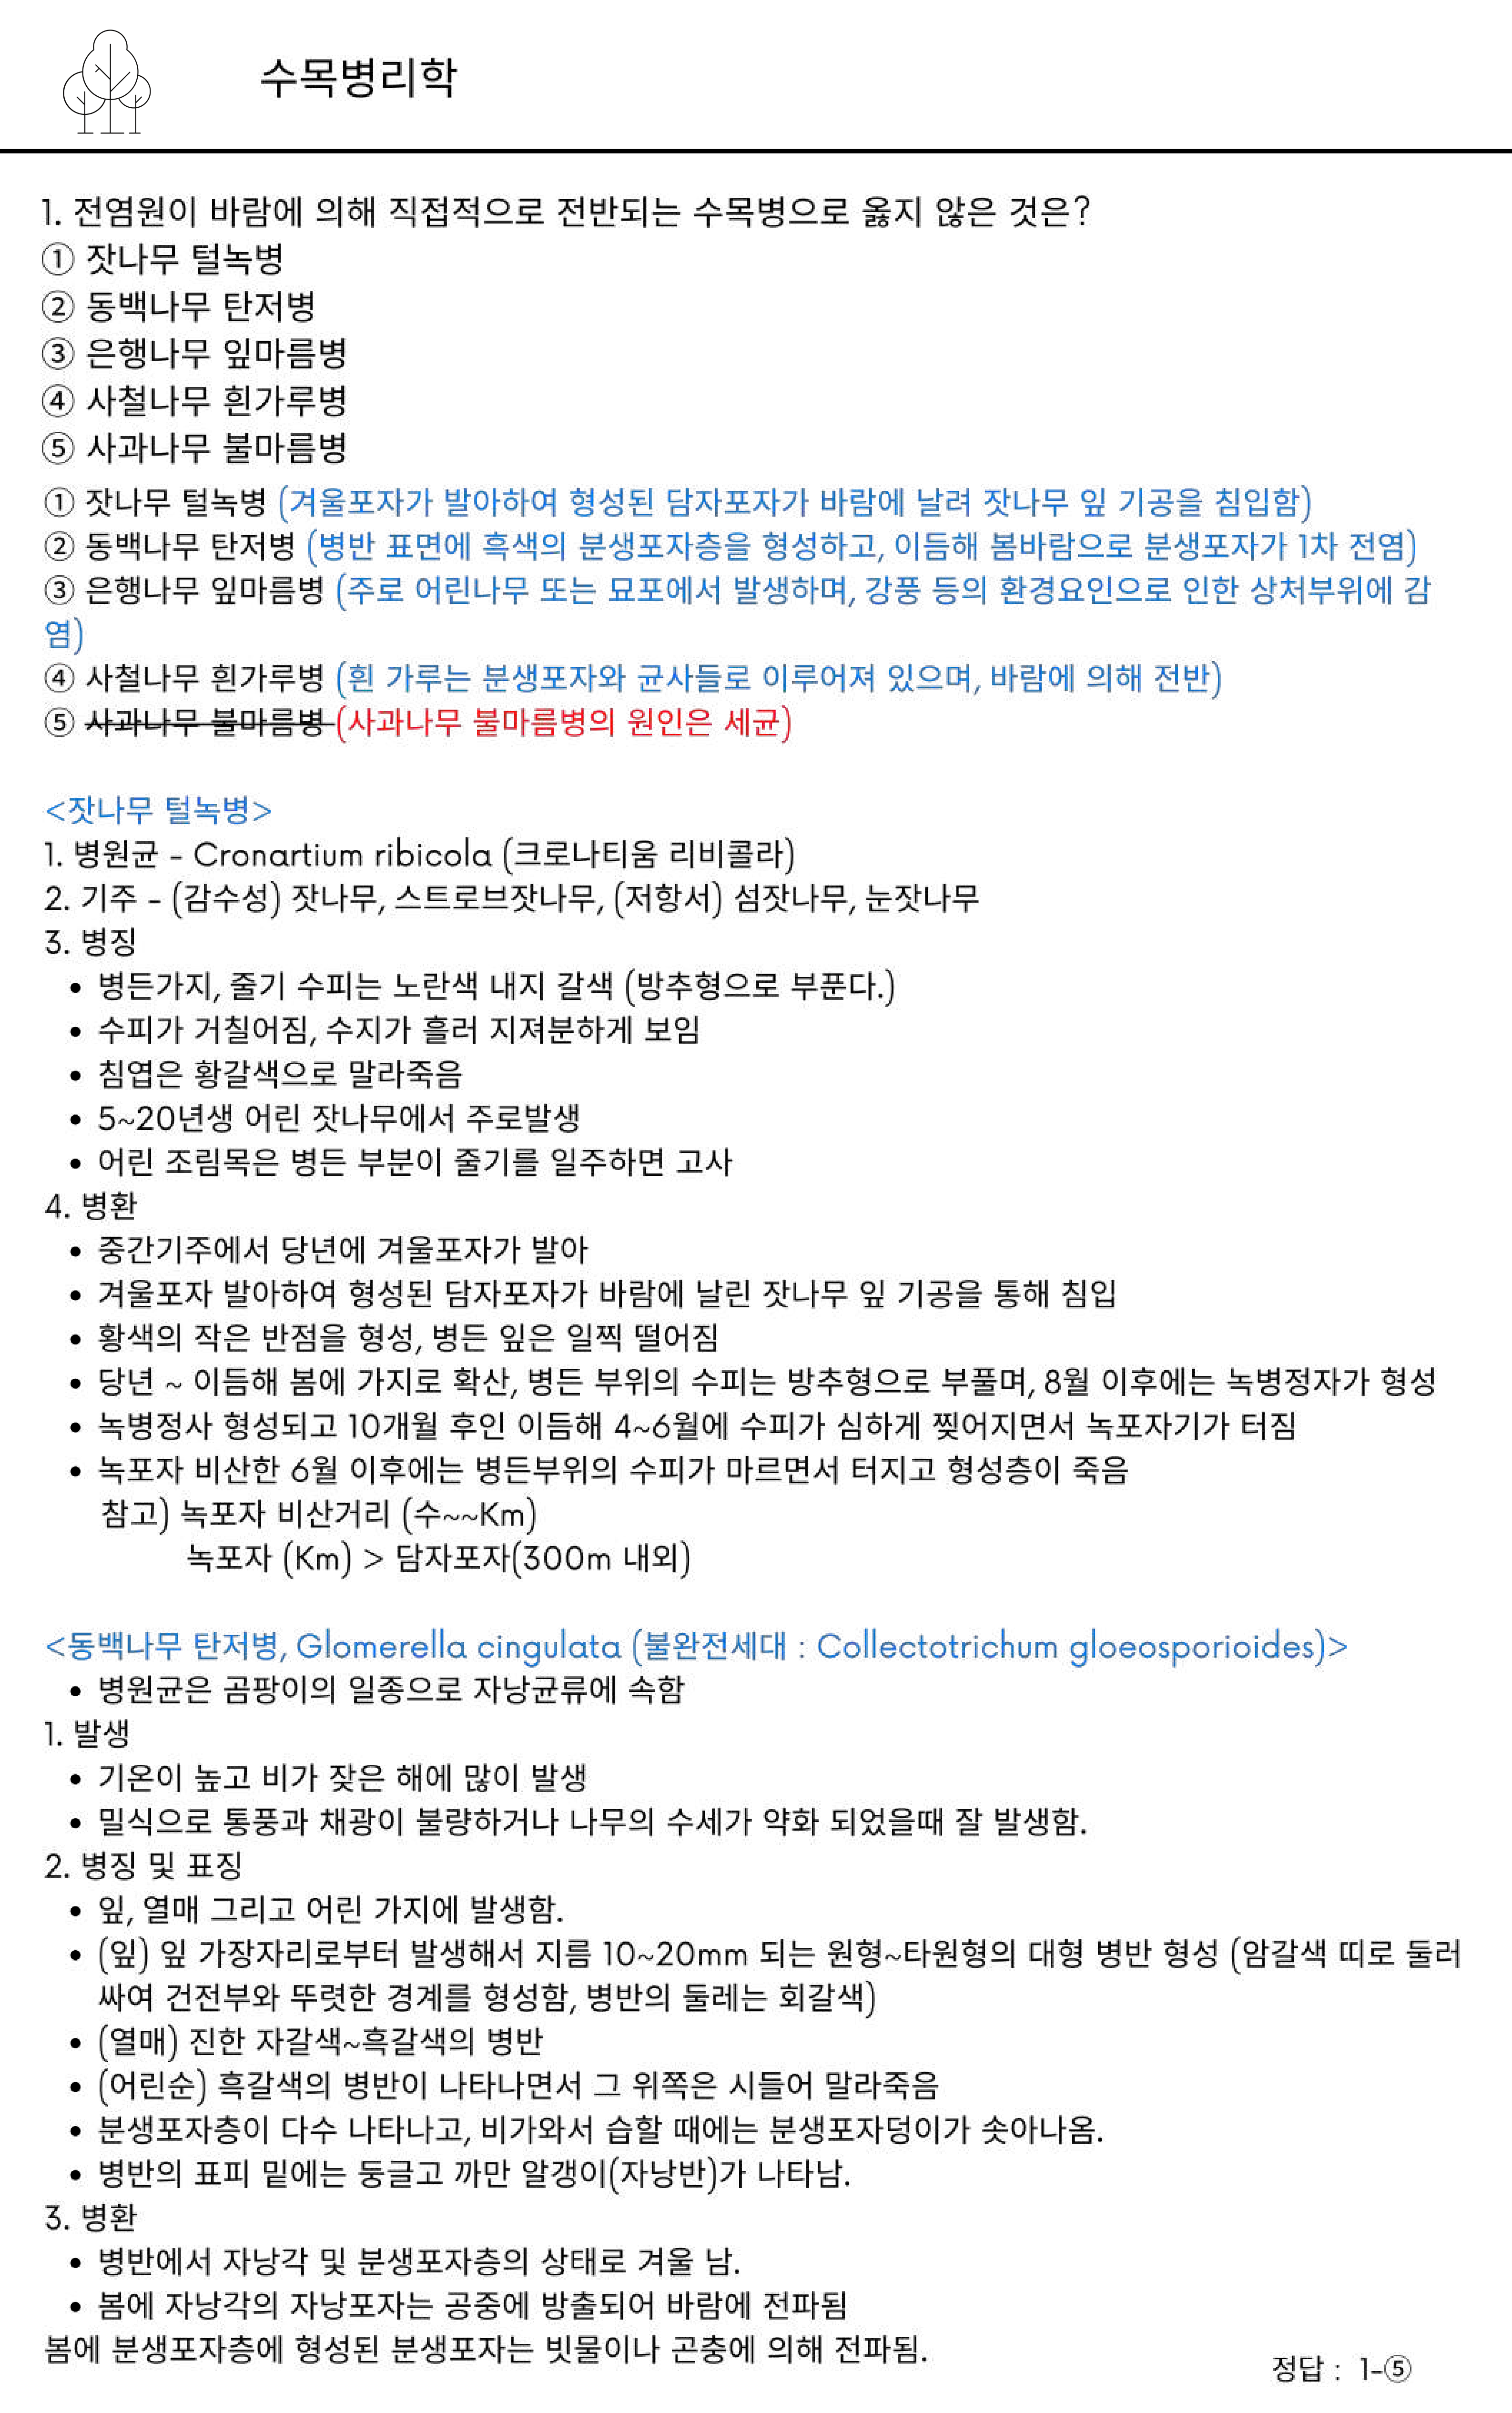 수목병리학
1. 전염원이 바람에 의해 직접적으로 전반되는 수목병으로 옳지 않은 것은?
① 잣나무 털녹병
② 동백나무 탄저병
③ 은행나무 잎마름병
④ 사철나무 흰가루병
⑤ 사과나무 불마름병
① 잣나무 털녹병 (겨울포자가 발아하여 형성된 담자포자가 바람에 날려 잣나무 잎 기공을 침입함)
② 동백나무 탄저병 (병반 표면에 흑색의 분생포자층을 형성하고, 이듬해 봄바람으로 분생포자가 1차 전염)
③ 은행나무 잎마름병 (주로 어린나무 또는 묘포에서 발생하며, 강풍 등의 환경요인으로 인한 상처부위에 감
염)
④ 사철나무 흰가루병 (흰 가루는 분생포자와 균사들로 이루어져 있으며, 바람에 의해 전반)
⑤ 사과나무 불마름병 (사과나무 불마름병의 원인은 세균)
<잣나무 털녹병>
1. 병원균 - Cronartium ribicola (크로나티움 리비콜라)
2. 기주 - (감수성) 잣나무, 스트로브잣나무, (저항서) 섬잣나무, 눈잣나무
3. 병징
• 병든가지, 줄기 수피는 노란색 내지 갈색 (방추형으로 부푼다.)
• 수피가 거칠어짐, 수지가 흘러 지져분하게 보임
• 침엽은 황갈색으로 말라죽음
• 5~20년생 어린 잣나무에서 주로발생
• 어린 조림목은 병든 부분이 줄기를 일주하면 고사
4. 병환
• 중간기주에서 당년에 겨울포자가 발아
• 겨울포자 발아하여 형성된 담자포자가 바람에 날린 잣나무 잎 기공을 통해 침입
• 황색의 작은 반점을 형성, 병든 잎은 일찍 떨어짐
• 당년 ~ 이듬해 봄에 가지로 확산, 병든 부위의 수피는 방추형으로 부풀며, 8월 이후에는 녹병정자가 형성
• 녹병정사 형성되고 10개월 후인 이듬해 4~6월에 수피가 심하게 찢어지면서 녹포자기가 터짐
• 녹포자 비산한 6월 이후에는 병든부위의 수피가 마르면서 터지고 형성층이 죽음
참고) 녹포자 비산거리 (수~~Km)
녹포자 (Km) > 담자포자(300m 내외)
<동백나무 탄저병, Glomerella cingulata (불완전세대 : Collectotrichum gloeosporioides)>
• 병원균은 곰팡이의 일종으로 자낭균류에 속함
1. 발생
• 기온이 높고 비가 잦은 해에 많이 발생
• 밀식으로 통풍과 채광이 불량하거나 나무의 수세가 약화 되었을때 잘 발생함.
2. 병징 및 표징
• 잎, 열매 그리고 어린 가지에 발생함.
• (잎) 잎 가장자리로부터 발생해서 지름 10~20mm 되는 원형~타원형의 대형 병반 형성 (암갈색 띠로 둘러
싸여 건전부와 뚜렷한 경계를 형성함, 병반의 둘레는 회갈색)
• (열매) 진한 자갈색~흑갈색의 병반
• (어린순) 흑갈색의 병반이 나타나면서 그 위쪽은 시들어 말라죽음
• 분생포자층이 다수 나타나고, 비가와서 습할 때에는 분생포자덩이가 솟아나옴.
• 병반의 표피 밑에는 둥글고 까만 알갱이(자낭반)가 나타남.
3. 병환
• 병반에서 자낭각 및 분생포자층의 상태로 겨울 남.
• 봄에 자낭각의 자낭포자는 공중에 방출되어 바람에 전파됨
봄에 분생포자층에 형성된 분생포자는 빗물이나 곤충에 의해 전파됨.
정답 : 1-⑤